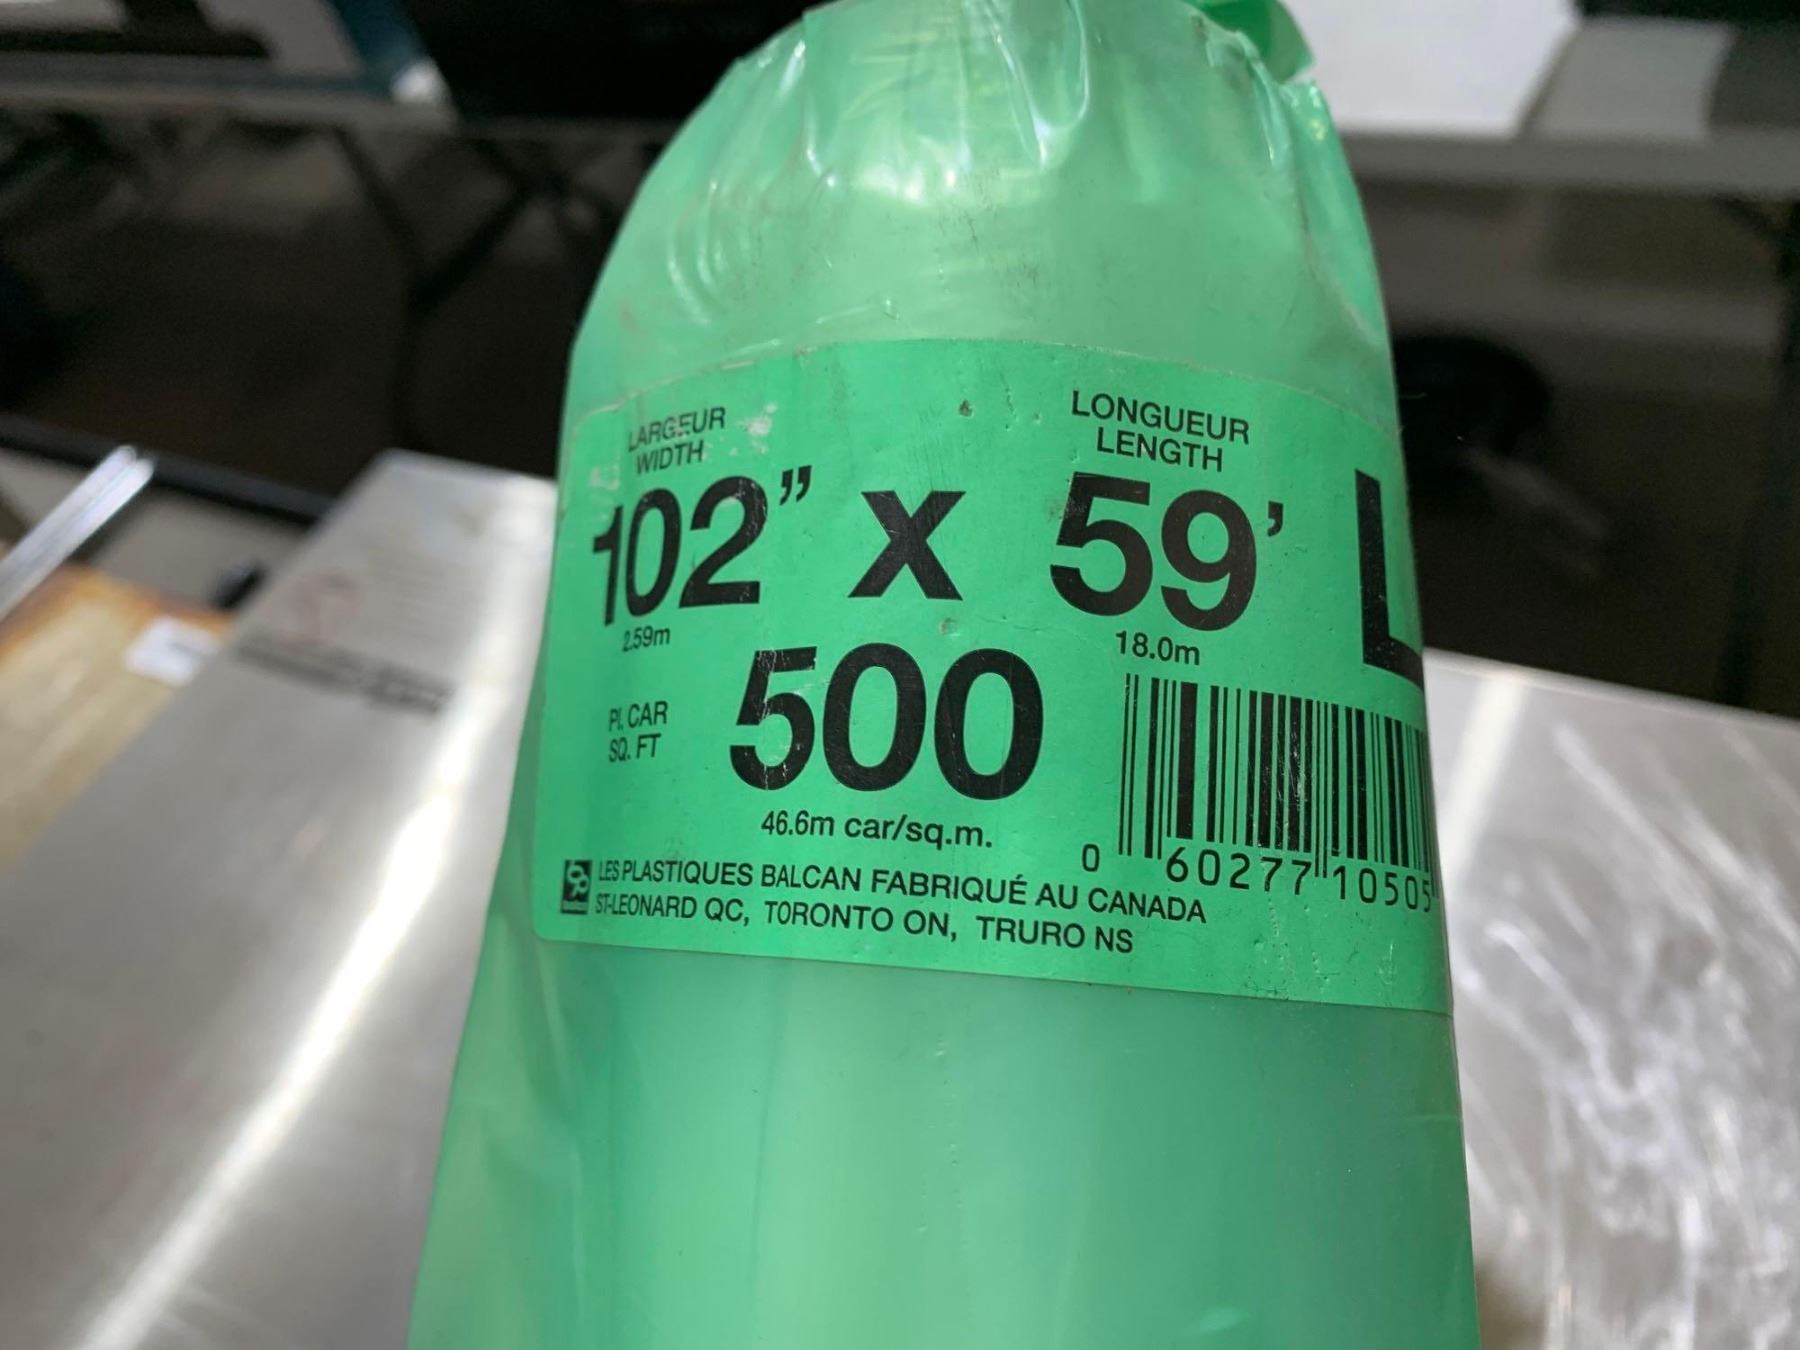 LARGEUR
WIDTH
LONGUEUR
LENGTH
102" x 59' L
2.59m
18.0m
PI. CAR
SQ. FT
500
46.6m car/sq.m.
0 60277 10505
LES PLASTIQUES BALCAN FABRIQUÉ AU CANADA
ST-LEONARD QC, TORONTO ON, TRURO NS